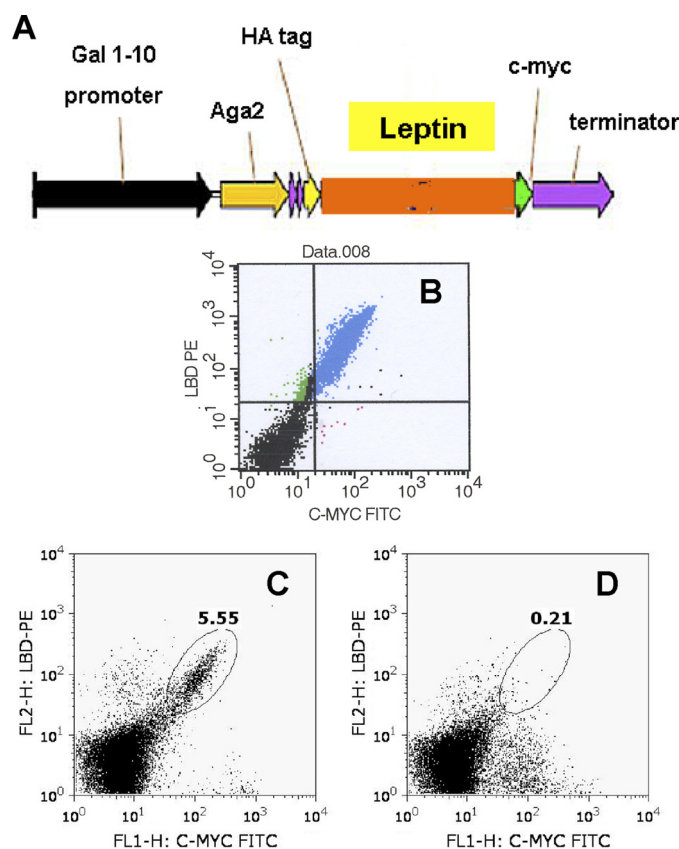 A
Gal 1-10
promoter
Aga2
HA tag
Leptin
c-myc
terminator
Data.008
B
LBD PE
10^4
10^3
10^2
10^1
10^0
10^0 10^1 10^2 10^3 10^4
C-MYC FITC
C
5.55
FL2-H: LBD-PE
10^4
10^3
10^2
10^1
10^0
10^0 10^1 10^2 10^3 10^4
FL1-H: C-MYC FITC
D
0.21
FL2-H: LBD-PE
10^4
10^3
10^2
10^1
10^0
10^0 10^1 10^2 10^3 10^4
FL1-H: C-MYC FITC